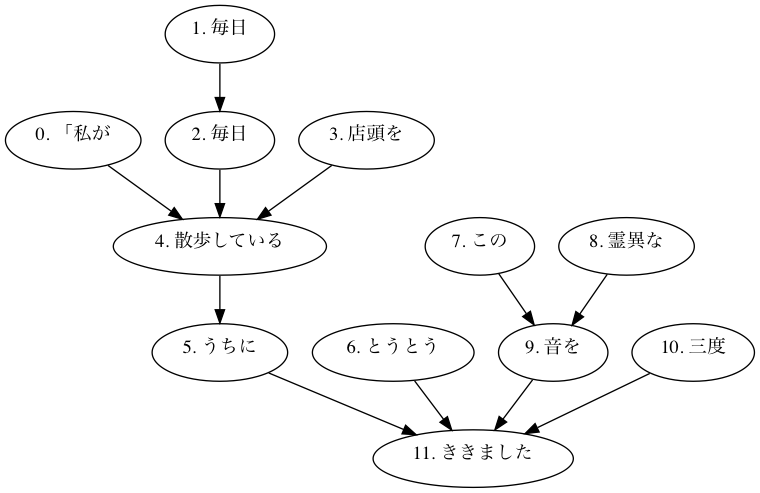 1. 毎日
0. 「私が
2. 毎日
3. 店頭を
4. 散歩している
7. この
8. 霊異な
5. うちに
6. とうとう
9. 音を
10. 三度
11. ききました